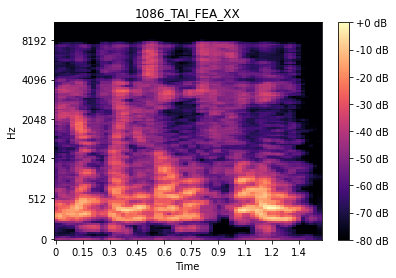 1086_TAI_FEA_XX
+0 dB
8192
-10 dB
4096
-20 dB
-30 dB
2048
Hz
-40 dB
1024
-50 dB
512
-60 dB
-70 dB
0
-80 dB
0 0.15 0.3 0.45 0.6 0.75 0.9 1.1 1.2 1.4
Time